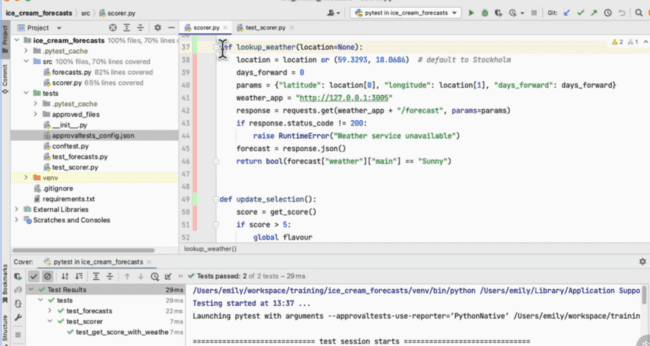 ice_cream_forecasts
src
scorer.py
pytest in ice_cream_forecasts
Git:
Project
scorer.py
test_scorer.py
ice_cream_forecasts 100% files, 70% lines covered
.pytest_cache
src 100% files, 70% lines covered
forecasts.py 82% lines covered
scorer.py 65% lines covered
tests
.pytest_cache
approved_files
__init__.py
approvaltests_config.json
conftest.py
test_forecasts.py
test_scorer.py
venv
.gitignore
requirements.txt
External Libraries
Scratches and Consoles
Project
Commit
2
1
37 def lookup_weather(location=None):
38 location = location or (59.3293, 18.0686) # default to Stockholm
39 days_forward = 0
40 params = {"latitude": location[0], "longitude": location[1], "days_forward": days_forward}
41 weather_app = "http://127.0.0.1:3005"
42 response = requests.get(weather_app + "/forecast", params=params)
43 if response.status_code != 200:
44 raise RuntimeError("Weather service unavailable")
45 forecast = response.json()
46 return bool(forecast["weather"]["main"] == "Sunny")
47
48
49 def update_selection():
50 score = get_score()
51 if score > 5:
52 global flavour
lookup_weather()
Cover:
pytest in ice_cream_forecasts
Tests passed: 2 of 2 tests – 29 ms
Test Results 29 ms
tests 29 ms
test_forecasts 22 ms
test_scorer 7 ms
test_get_score_with_weathe 7 ms
/Users/emily/workspace/training/ice_cream_forecasts/venv/bin/python /Users/emily/Library/Application Suppo
Testing started at 13:37 ...
Launching pytest with arguments --approvaltests-use-reporter='PythonNative' /Users/emily/workspace/trainin
============================ test session starts ==============================
Bookmarks
Structure